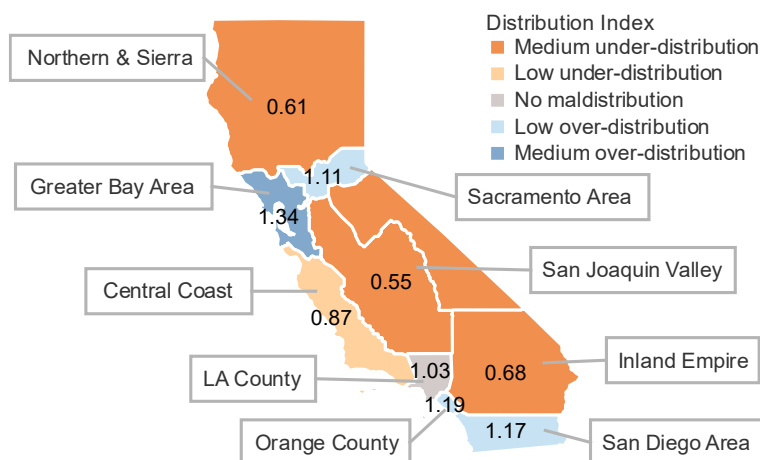 Distribution Index
Medium under-distribution
Low under-distribution
No maldistribution
Low over-distribution
Medium over-distribution
Northern & Sierra
0.61
Greater Bay Area
1.11
Sacramento Area
1.34
San Joaquin Valley
0.55
Central Coast
0.87
Inland Empire
1.03
0.68
LA County
1.19
Orange County
1.17
San Diego Area